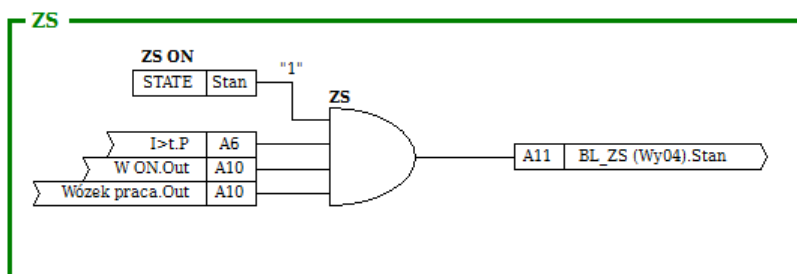 ZS
ZS ON
STATE Stan
"1"
ZS
I>t.P A6
W ON.Out A10
Wózek praca.Out A10
A11 BL_ZS (Wy04).Stan